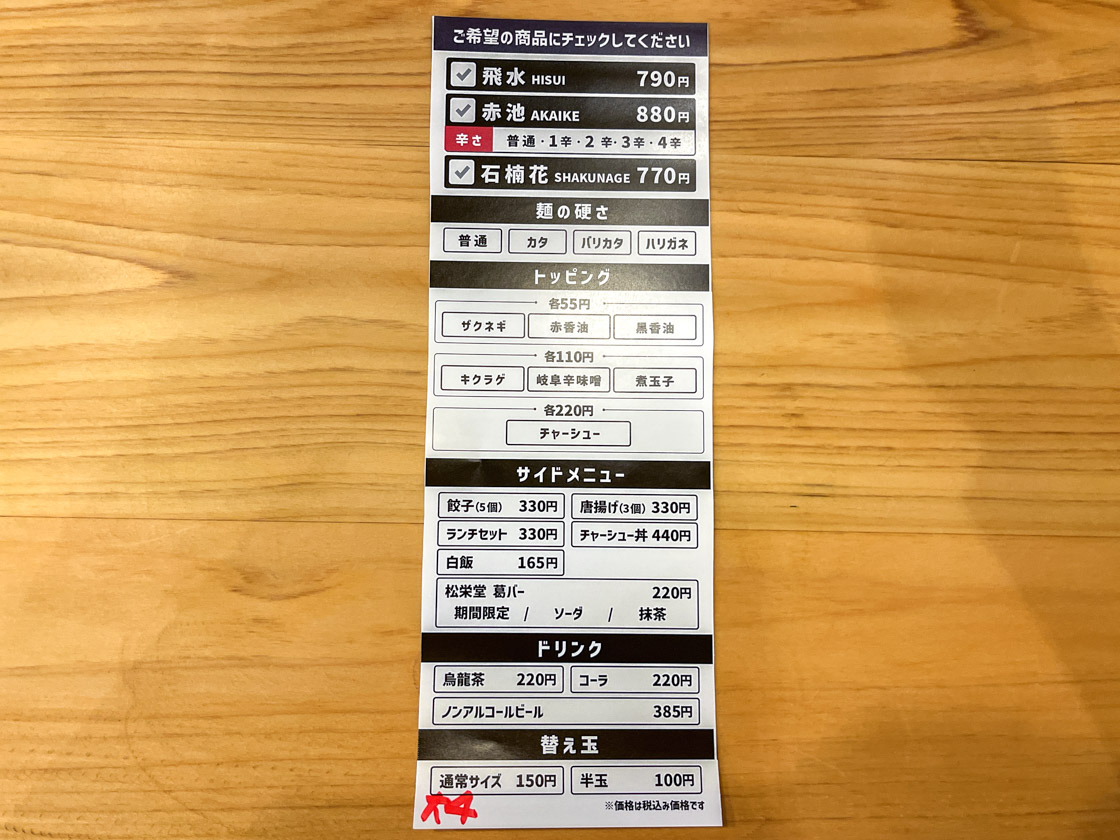 ご希望の商品にチェックしてください
飛水 HISUI 790円
赤池 AKAIKE 880円
辛さ 普通・1辛・2辛・3辛・4辛
石楠花 SHAKUNAGE 770円
麺の硬さ
普通 カタ バリカタ ハリガネ
トッピング
各55円
ザクネギ 赤香油 黒香油
各110円
キクラゲ 岐阜辛味噌 煮玉子
各220円
チャーシュー
サイドメニュー
餃子(5個) 330円 唐揚げ(3個) 330円
ランチセット 330円 チャーシュー丼 440円
白飯 165円
松栄堂 葛バー 220円
期間限定 / ソーダ / 抹茶
ドリンク
烏龍茶 220円 コーラ 220円
ノンアルコールビール 385円
替え玉
通常サイズ 150円 半玉 100円
※価格は税込み価格です